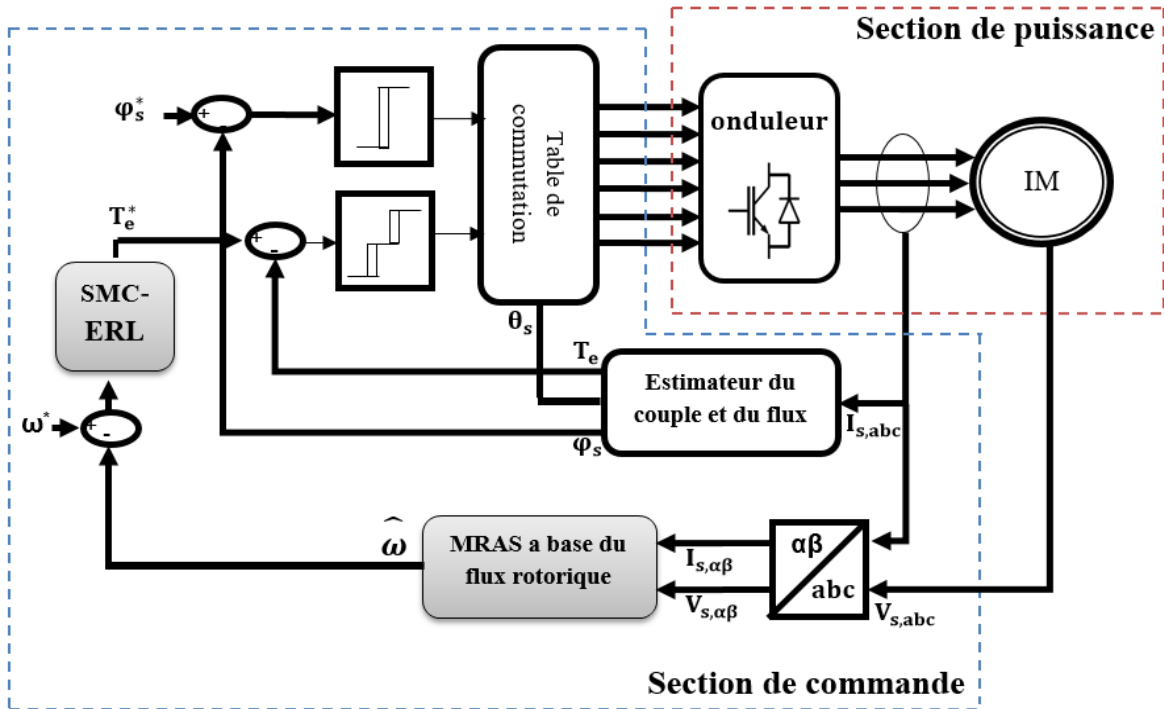 Section de puissance
φs*
+
-
Table de
commutation
onduleur
IM
Te*
+
-
SMC-
ERL
θs
Te
Estimateur du
couple et du flux
φs
Is,abc
ω*
+
-
ω̂
MRAS a base du
flux rotorique
Is,αβ
Vs,αβ
αβ
abc
Vs,abc
Section de commande